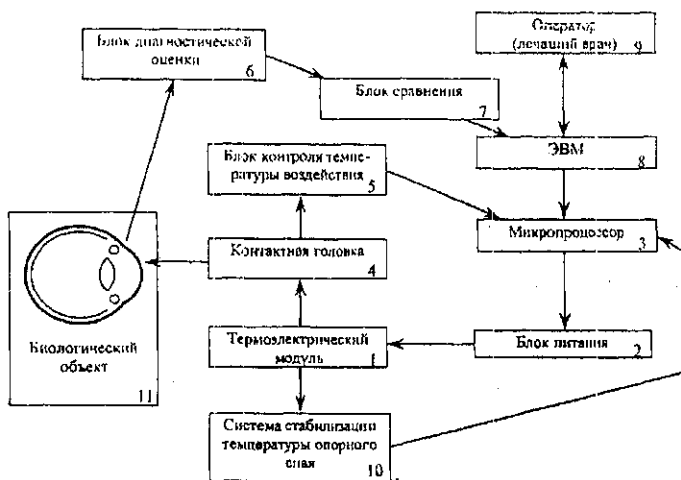 Блок диагностической
оценки
6
Оператор
(лечащий врач)
9
Блок сравнения
7
ЭВМ
8
Блок контроля темпе-
ратуры воздействия
5
Микропроцессор
3
Контактная головка
4
Биологический
объект
11
Термоэлектрический
модуль
1
Блок питания
2
Система стабилизации
температуры опорного
спая
10